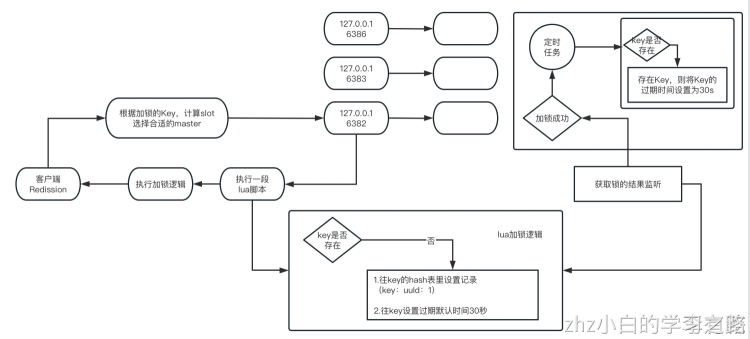 127.0.0.1
6386
127.0.0.1
6383
127.0.0.1
6382
根据加锁的Key，计算slot
选择合适的master
客户端
Redission
执行加锁逻辑
执行一段
lua脚本
定时
任务
key是否
存在
存在Key，则将Key的
过期时间设置为30s
加锁成功
获取锁的结果监听
key是否
存在
否
lua加锁逻辑
1.往key的hash表里设置记录
（key：uuId：1）
2.往key设置过期默认时间30秒
zhz小白的学习之路